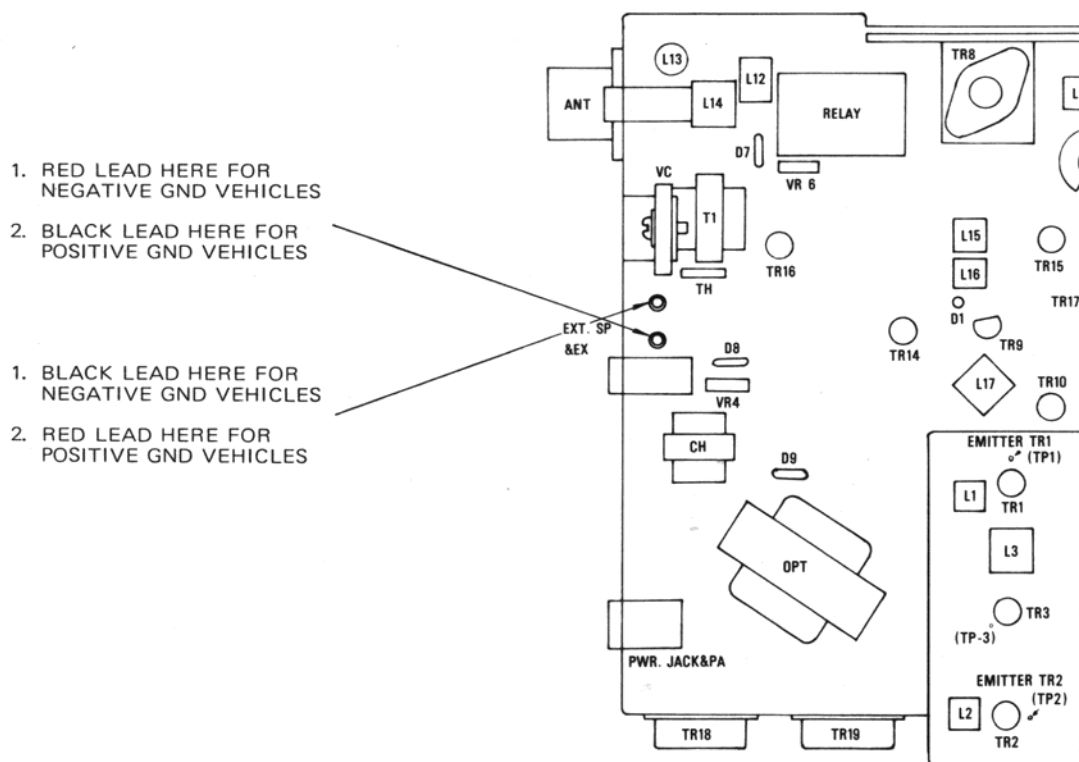 1. RED LEAD HERE FOR
NEGATIVE GND VEHICLES
2. BLACK LEAD HERE FOR
POSITIVE GND VEHICLES
1. BLACK LEAD HERE FOR
NEGATIVE GND VEHICLES
2. RED LEAD HERE FOR
POSITIVE GND VEHICLES
L13
L12
TR8
ANT
L14
RELAY
D7
VR 6
VC
T1
TR16
TH
L15
L16
TR15
D1
TR17
TR9
EXT. SP
&EX
TR14
D8
VR4
L17
TR10
CH
D9
EMITTER TR1
(TP1)
L1
TR1
L3
OPT
TR3
(TP-3)
PWR. JACK&PA
EMITTER TR2
(TP2)
L2
TR2
TR18
TR19